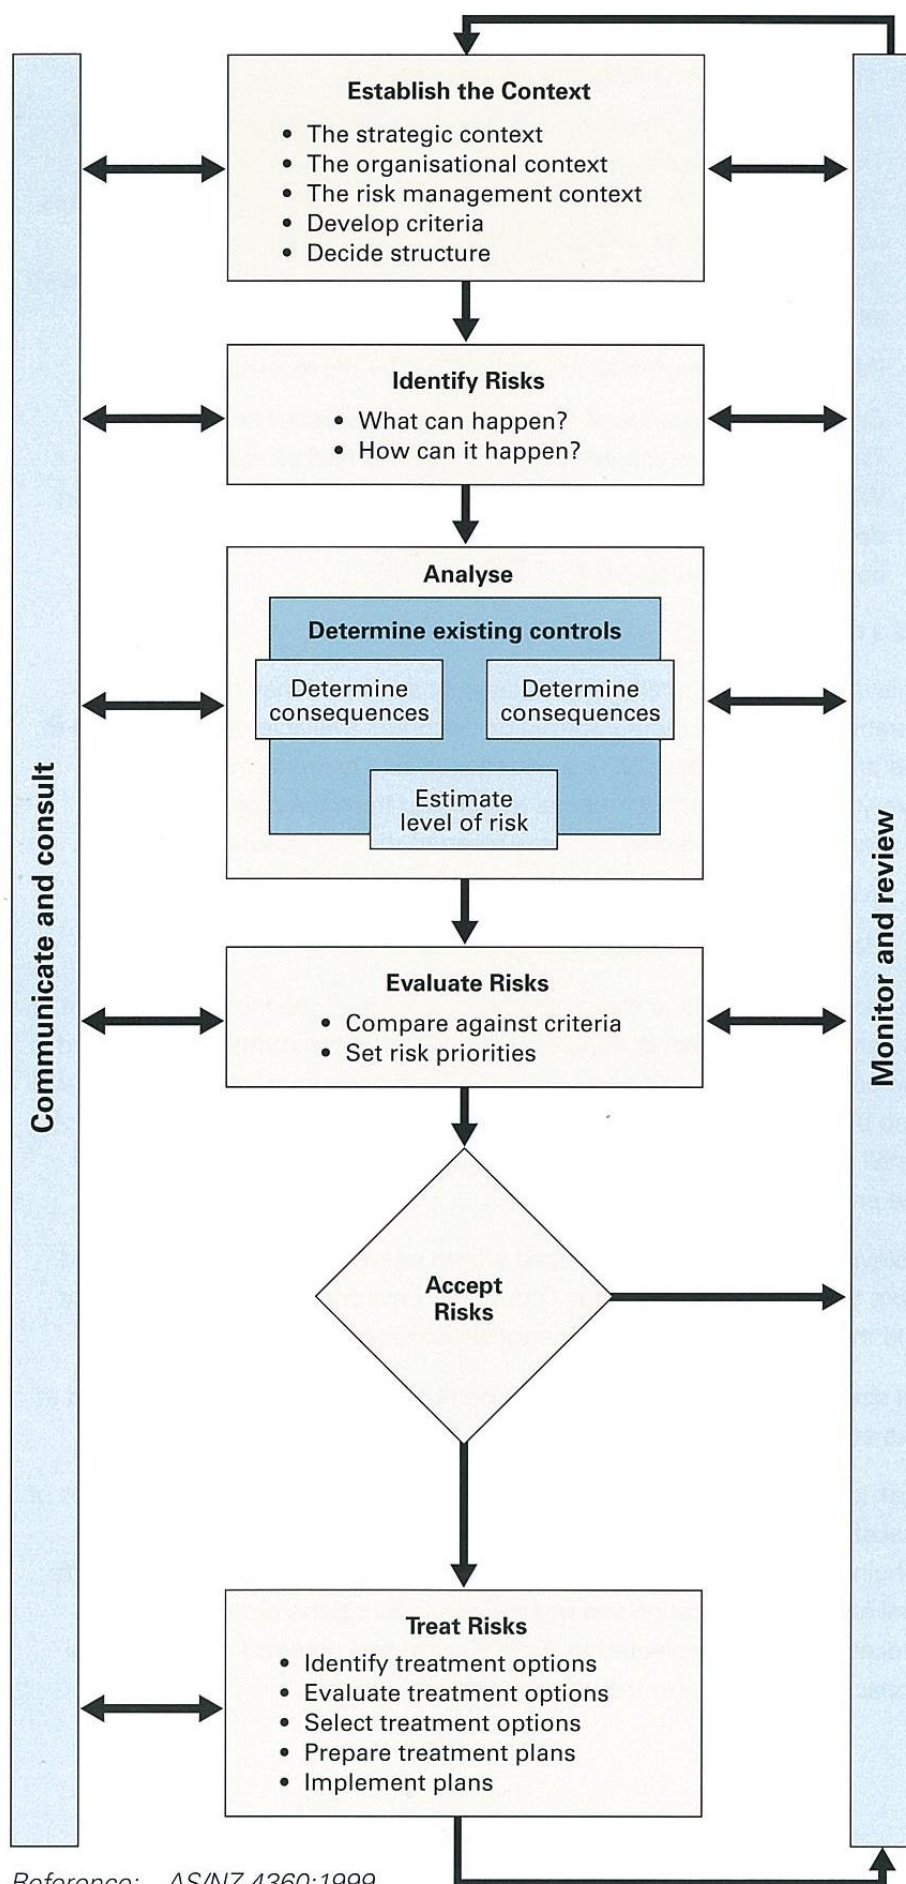 Establish the Context
• The strategic context
• The organisational context
• The risk management context
• Develop criteria
• Decide structure
Identify Risks
• What can happen?
• How can it happen?
Analyse
Determine existing controls
Determine
consequences
Determine
consequences
Estimate
level of risk
Evaluate Risks
• Compare against criteria
• Set risk priorities
Accept
Risks
Treat Risks
• Identify treatment options
• Evaluate treatment options
• Select treatment options
• Prepare treatment plans
• Implement plans
Communicate and consult
Monitor and review
Reference: AS/NZ 4360:1999